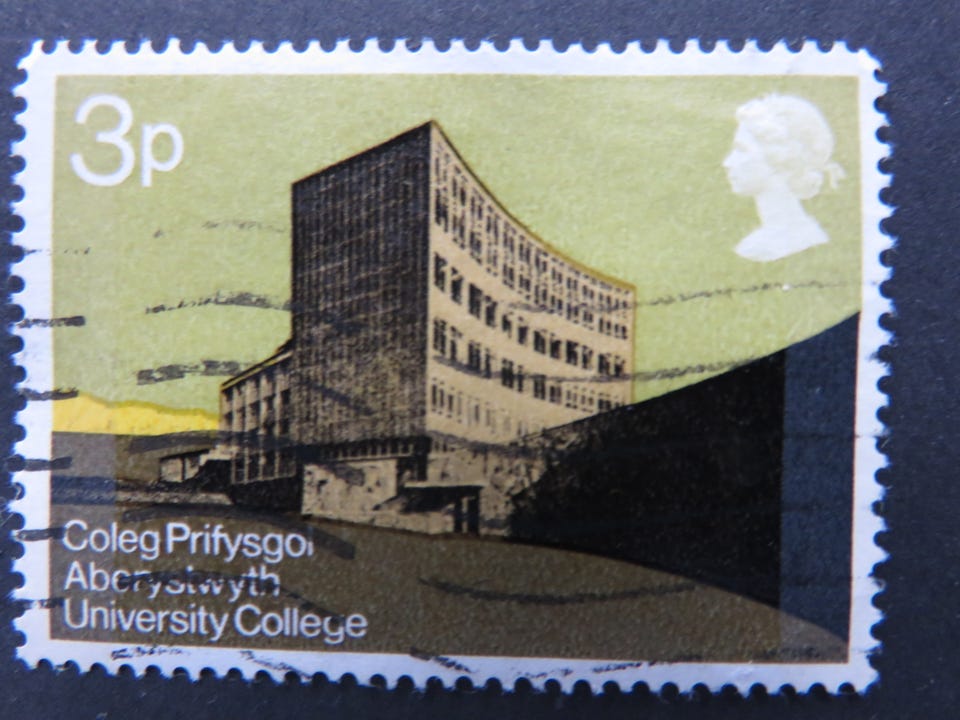 3p
Coleg Prifysgol
Aberystwyth
University College